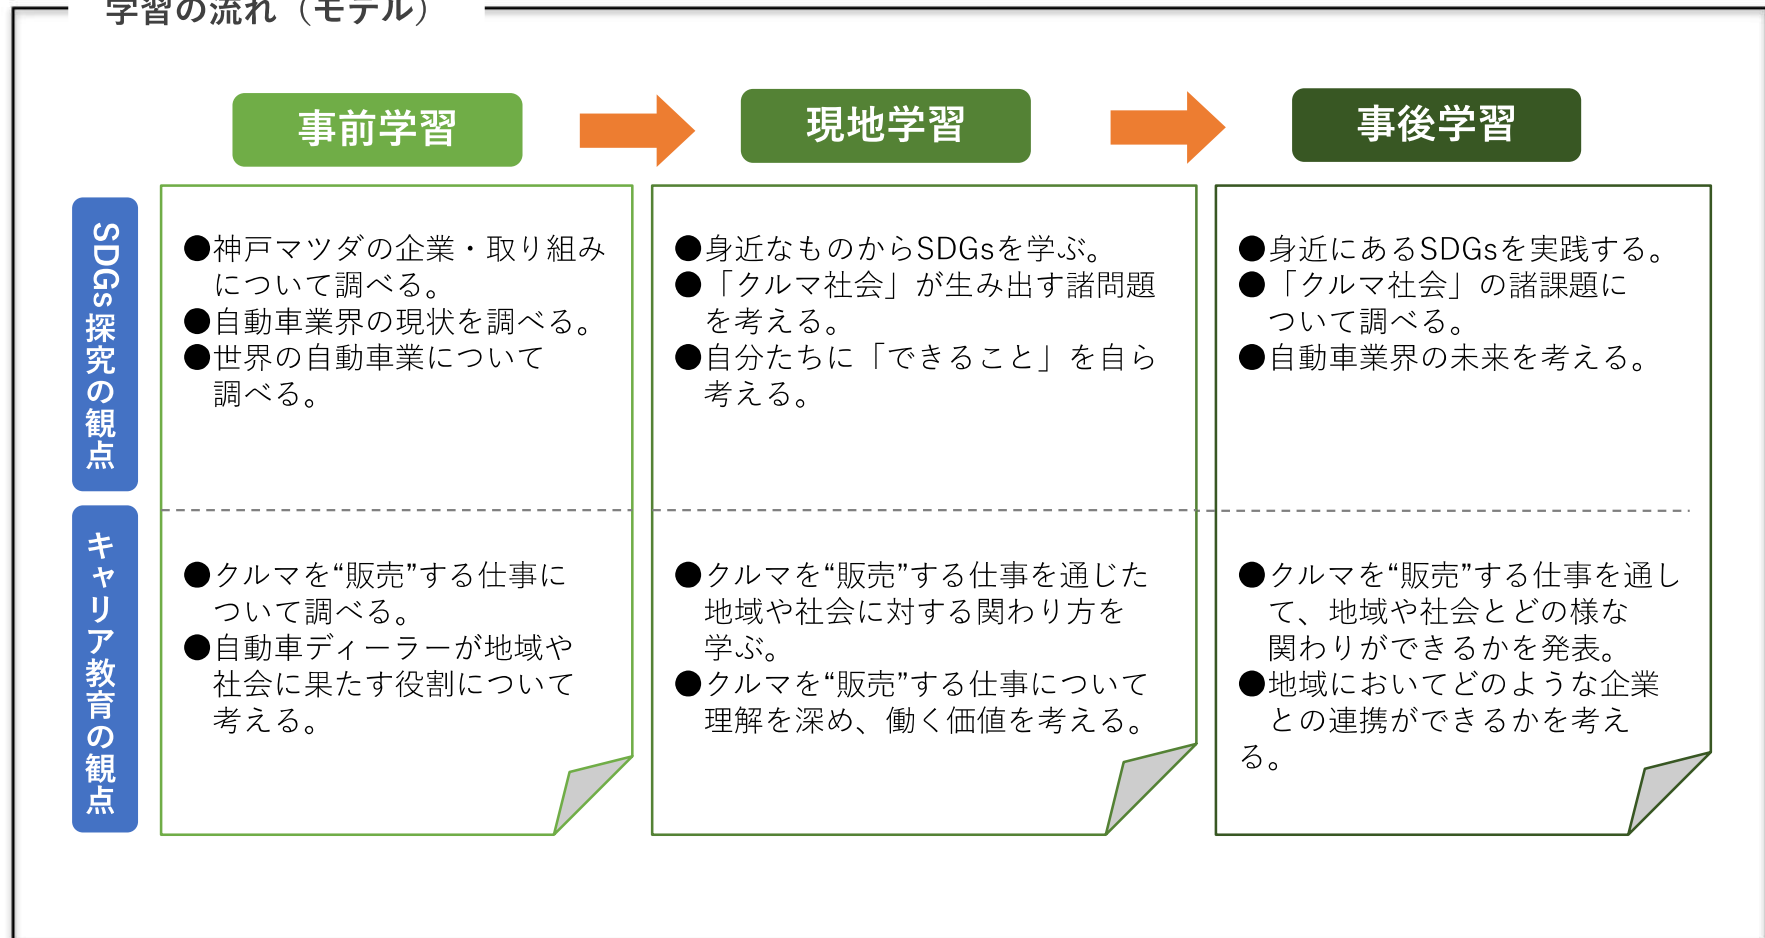 学習の流れ（モデル）
事前学習
現地学習
事後学習
SDGs探究の観点
●神戸マツダの企業・取り組み
について調べる。
●自動車業界の現状を調べる。
●世界の自動車業について
調べる。
●身近なものからSDGsを学ぶ。
●「クルマ社会」が生み出す諸問題
を考える。
●自分たちに「できること」を自ら
考える。
●身近にあるSDGsを実践する。
●「クルマ社会」の諸課題に
ついて調べる。
●自動車業界の未来を考える。
キャリア教育の観点
●クルマを“販売”する仕事に
ついて調べる。
●自動車ディーラーが地域や
社会に果たす役割について
考える。
●クルマを“販売”する仕事を通じた
地域や社会に対する関わり方を
学ぶ。
●クルマを“販売”する仕事について
理解を深め、働く価値を考える。
●クルマを“販売”する仕事を通し
て、地域や社会とどの様な
関わりができるかを発表。
●地域においてどのような企業
との連携ができるかを考え
る。